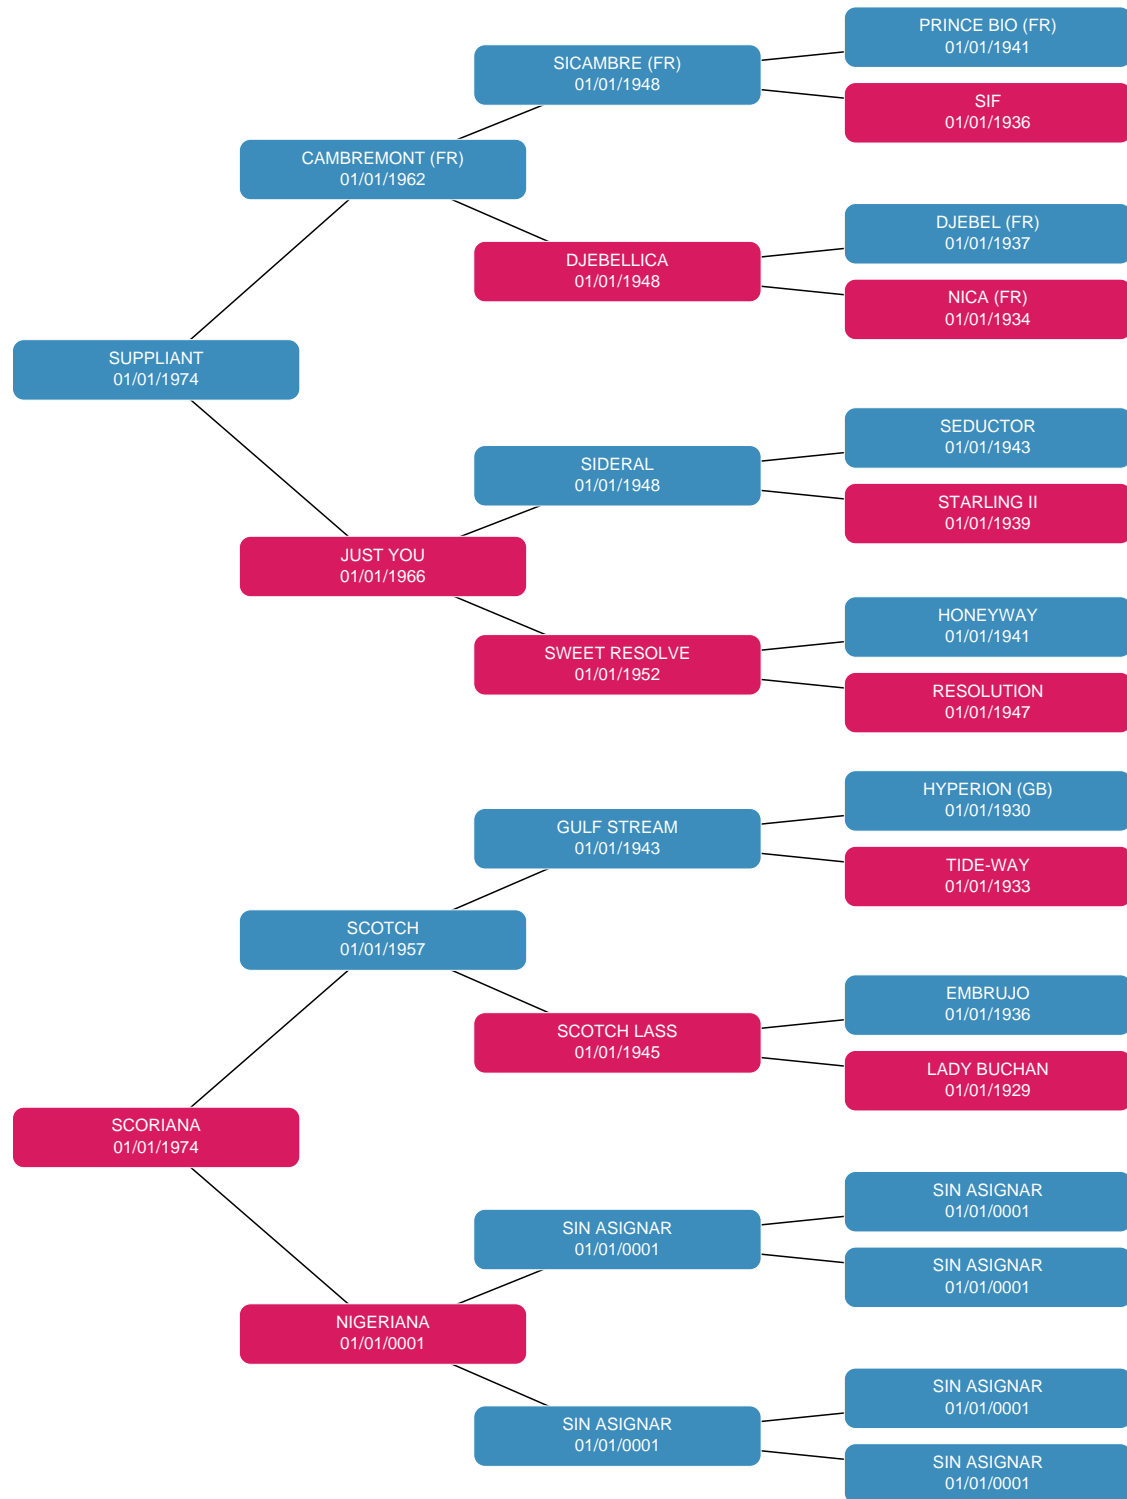 PRINCE BIO (FR)
01/01/1941
SICAMBRE (FR)
01/01/1948
SIF
01/01/1936
CAMBREMONT (FR)
01/01/1962
DJEBEL (FR)
01/01/1937
DJEBELLICA
01/01/1948
NICA (FR)
01/01/1934
SUPPLIANT
01/01/1974
SEDUCTOR
01/01/1943
SIDERAL
01/01/1948
STARLING II
01/01/1939
JUST YOU
01/01/1966
HONEYWAY
01/01/1941
SWEET RESOLVE
01/01/1952
RESOLUTION
01/01/1947
HYPERION (GB)
01/01/1930
GULF STREAM
01/01/1943
TIDE-WAY
01/01/1933
SCOTCH
01/01/1957
EMBRUJO
01/01/1936
SCOTCH LASS
01/01/1945
LADY BUCHAN
01/01/1929
SCORIANA
01/01/1974
SIN ASIGNAR
01/01/0001
SIN ASIGNAR
01/01/0001
SIN ASIGNAR
01/01/0001
NIGERIANA
01/01/0001
SIN ASIGNAR
01/01/0001
SIN ASIGNAR
01/01/0001
SIN ASIGNAR
01/01/0001